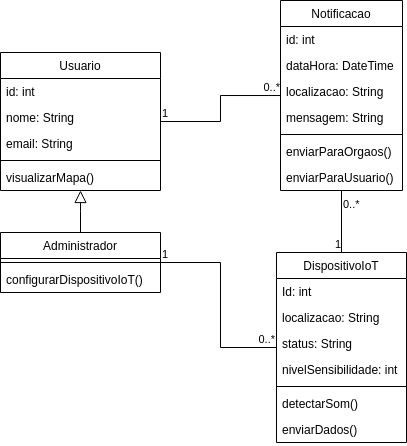 Notificacao
id: int
dataHora: DateTime
localizacao: String
mensagem: String
enviarParaOrgaos()
enviarParaUsuario()
Usuario
id: int
nome: String
email: String
visualizarMapa()
1
0..*
0..*
1
Administrador
configurarDispositivoIoT()
1
0..*
DispositivoIoT
Id: int
localizacao: String
status: String
nivelSensibilidade: int
detectarSom()
enviarDados()